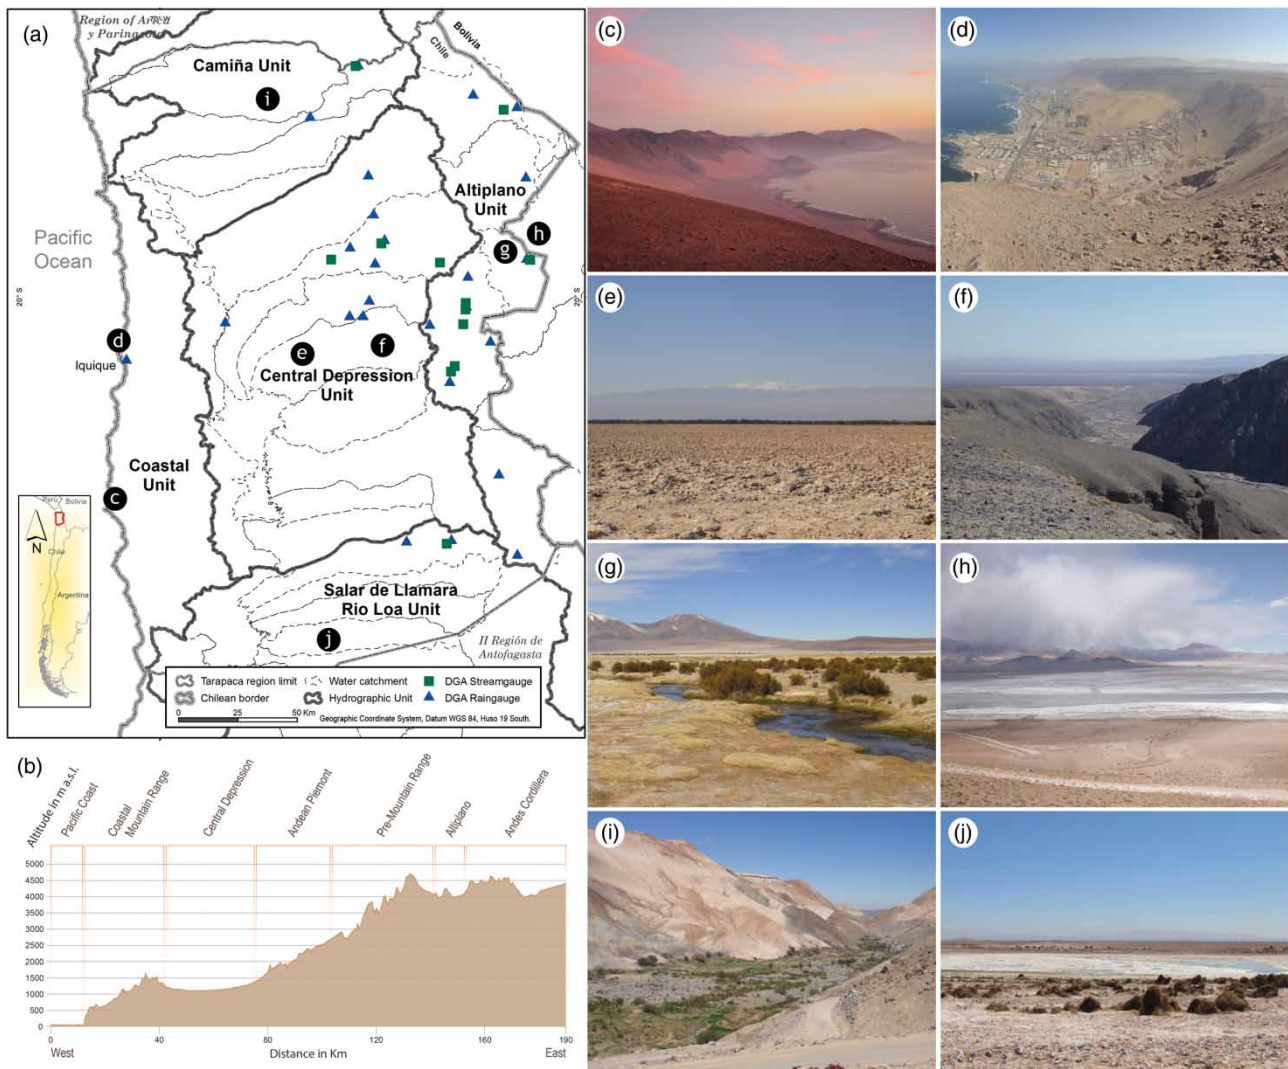 (a)
Region of Arica
y Parinacota
Bolivia
Chile
Camiña Unit
i
Altiplano
Unit
h
g
Pacific
Ocean
20° S
20° S
d
Iquique
e
f
Central Depression
Unit
Coastal
Unit
c
Perú
Bolivia
N
Chile
Argentina
Salar de Llamara
Rio Loa Unit
j
II Región de
Antofagasta
Tarapaca region limit
Water catchment
DGA Streamgauge
Chilean border
Hydrographic Unit
DGA Raingauge
0 25 50 Km
Geographic Coordinate System, Datum WGS 84, Huso 19 South.
(b)
Altitude in m a.s.l.
Pacific Coast
Coastal
Mountain Range
Central Depression
Andean Piemont
Pre-Mountain Range
Altiplano
Andes Cordillera
5000
4500
4000
3500
3000
2500
2000
1500
1000
500
0
0 40 80 120 160 190
West Distance in Km East
(c)
(d)
(e)
(f)
(g)
(h)
(i)
(j)